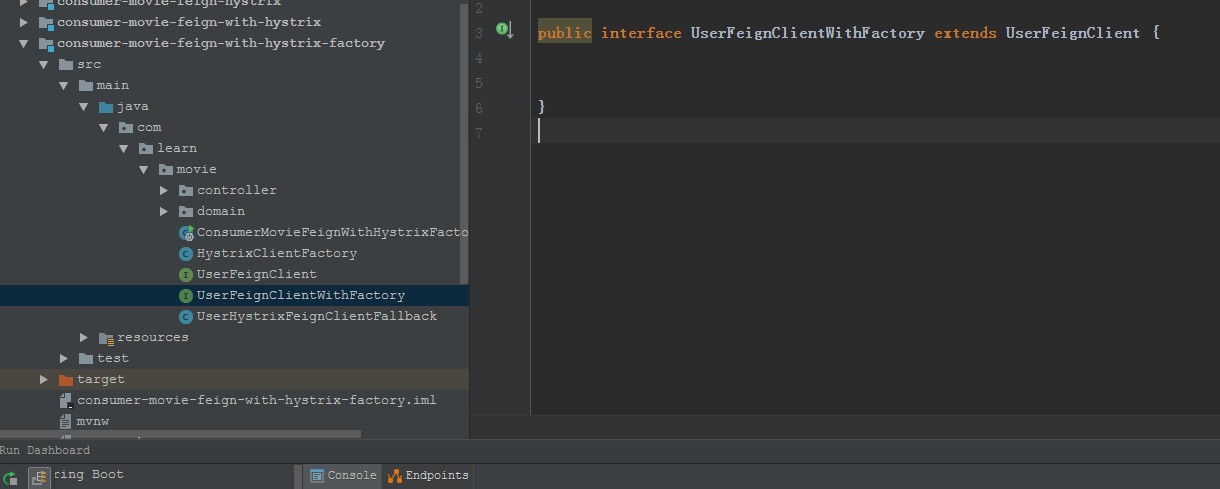 consumer-movie-feign-hystrix
consumer-movie-feign-with-hystrix
consumer-movie-feign-with-hystrix-factory
src
main
java
com
learn
movie
controller
domain
ConsumerMovieFeignWithHystrixFacto
HystrixClientFactory
UserFeignClient
UserFeignClientWithFactory
UserHystrixFeignClientFallback
resources
test
target
consumer-movie-feign-with-hystrix-factory.iml
mvnw
2
3 public interface UserFeignClientWithFactory extends UserFeignClient {
4
5
6 }
7
Run Dashboard
ring Boot
Console Endpoints